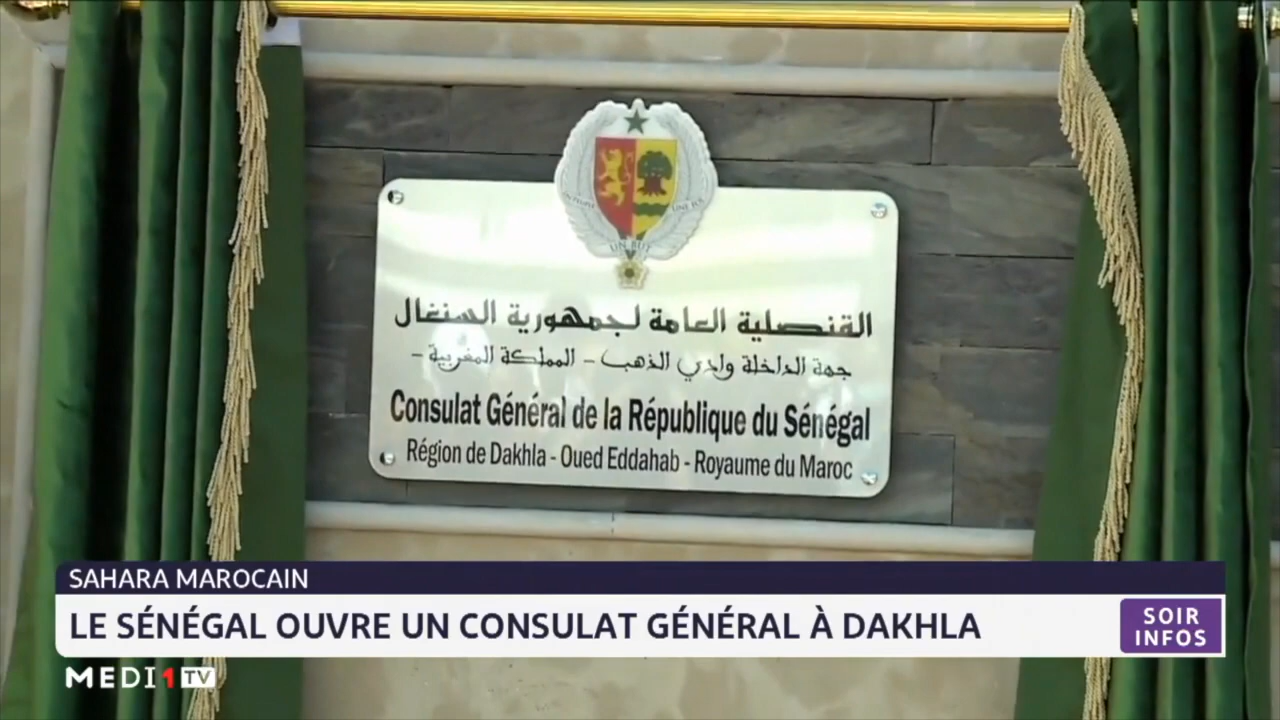 UN PEUPLE
UNE FOI
UN BUT
القنصلية العامة لجمهورية السنغال
جهة الداخلة وادي الذهب - المملكة المغربية -
Consulat Général de la République du Sénégal
Région de Dakhla - Oued Eddahab - Royaume du Maroc
SAHARA MAROCAIN
LE SÉNÉGAL OUVRE UN CONSULAT GÉNÉRAL À DAKHLA
SOIR
INFOS
MEDI1TV